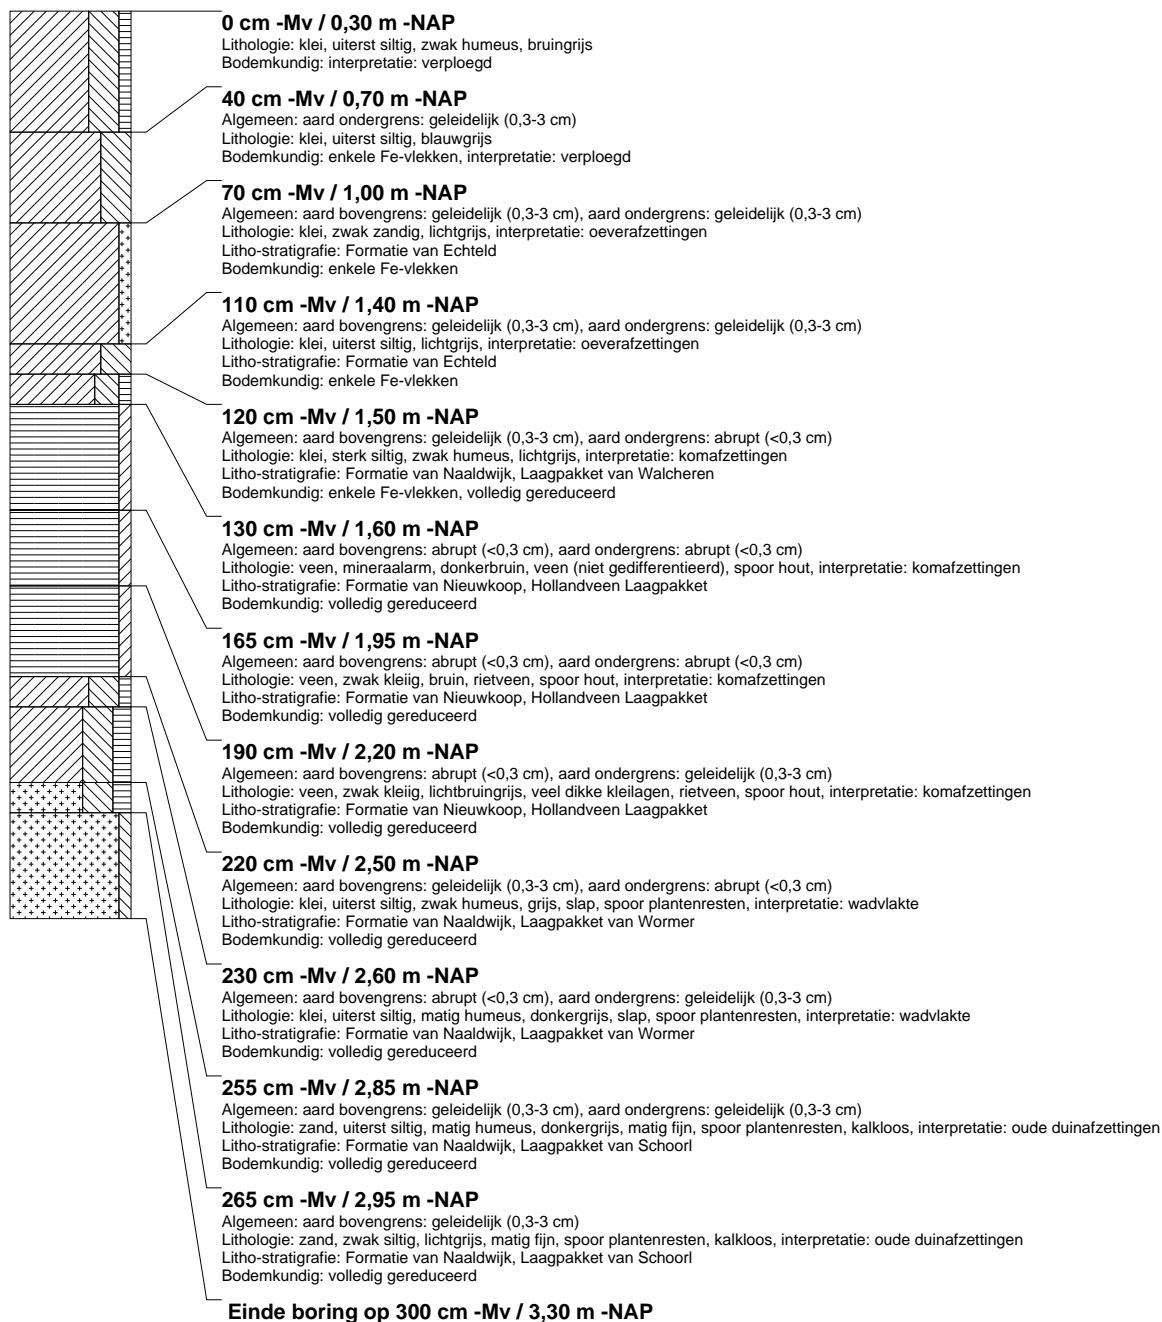 0 cm -Mv / 0,30 m -NAP
Lithologie: klei, uiterst siltig, zwak humeus, bruingrijs
Bodemkundig: interpretatie: verploegd
40 cm -Mv / 0,70 m -NAP
Algemeen: aard ondergrens: geleidelijk (0,3-3 cm)
Lithologie: klei, uiterst siltig, blauwgrijs
Bodemkundig: enkele Fe-vlekken, interpretatie: verploegd
70 cm -Mv / 1,00 m -NAP
Algemeen: aard bovengrens: geleidelijk (0,3-3 cm), aard ondergrens: geleidelijk (0,3-3 cm)
Lithologie: klei, zwak zandig, lichtgrijs, interpretatie: oeverafzettingen
Litho-stratigrafie: Formatie van Echteld
Bodemkundig: enkele Fe-vlekken
110 cm -Mv / 1,40 m -NAP
Algemeen: aard bovengrens: geleidelijk (0,3-3 cm), aard ondergrens: geleidelijk (0,3-3 cm)
Lithologie: klei, uiterst siltig, lichtgrijs, interpretatie: oeverafzettingen
Litho-stratigrafie: Formatie van Echteld
Bodemkundig: enkele Fe-vlekken
120 cm -Mv / 1,50 m -NAP
Algemeen: aard bovengrens: geleidelijk (0,3-3 cm), aard ondergrens: abrupt (<0,3 cm)
Lithologie: klei, sterk siltig, zwak humeus, lichtgrijs, interpretatie: komafzettingen
Litho-stratigrafie: Formatie van Naaldwijk, Laagpakket van Walcheren
Bodemkundig: enkele Fe-vlekken, volledig gereduceerd
130 cm -Mv / 1,60 m -NAP
Algemeen: aard bovengrens: abrupt (<0,3 cm), aard ondergrens: abrupt (<0,3 cm)
Lithologie: veen, mineraalarm, donkerbruin, veen (niet gedifferentieerd), spoor hout, interpretatie: komafzettingen
Litho-stratigrafie: Formatie van Nieuwkoop, Hollandveen Laagpakket
Bodemkundig: volledig gereduceerd
165 cm -Mv / 1,95 m -NAP
Algemeen: aard bovengrens: abrupt (<0,3 cm), aard ondergrens: abrupt (<0,3 cm)
Lithologie: veen, zwak kleiig, bruin, rietveen, spoor hout, interpretatie: komafzettingen
Litho-stratigrafie: Formatie van Nieuwkoop, Hollandveen Laagpakket
Bodemkundig: volledig gereduceerd
190 cm -Mv / 2,20 m -NAP
Algemeen: aard bovengrens: abrupt (<0,3 cm), aard ondergrens: geleidelijk (0,3-3 cm)
Lithologie: veen, zwak kleiig, lichtbruingrijs, veel dikke kleilagen, rietveen, spoor hout, interpretatie: komafzettingen
Litho-stratigrafie: Formatie van Nieuwkoop, Hollandveen Laagpakket
Bodemkundig: volledig gereduceerd
220 cm -Mv / 2,50 m -NAP
Algemeen: aard bovengrens: geleidelijk (0,3-3 cm), aard ondergrens: abrupt (<0,3 cm)
Lithologie: klei, uiterst siltig, zwak humeus, grijs, slap, spoor plantenresten, interpretatie: wadvlakte
Litho-stratigrafie: Formatie van Naaldwijk, Laagpakket van Wormer
Bodemkundig: volledig gereduceerd
230 cm -Mv / 2,60 m -NAP
Algemeen: aard bovengrens: abrupt (<0,3 cm), aard ondergrens: geleidelijk (0,3-3 cm)
Lithologie: klei, uiterst siltig, matig humeus, donkergrijs, slap, spoor plantenresten, interpretatie: wadvlakte
Litho-stratigrafie: Formatie van Naaldwijk, Laagpakket van Wormer
Bodemkundig: volledig gereduceerd
255 cm -Mv / 2,85 m -NAP
Algemeen: aard bovengrens: geleidelijk (0,3-3 cm), aard ondergrens: geleidelijk (0,3-3 cm)
Lithologie: zand, uiterst siltig, matig humeus, donkergrijs, matig fijn, spoor plantenresten, kalkloos, interpretatie: oude duinafzettingen
Litho-stratigrafie: Formatie van Naaldwijk, Laagpakket van Schoorl
Bodemkundig: volledig gereduceerd
265 cm -Mv / 2,95 m -NAP
Algemeen: aard bovengrens: geleidelijk (0,3-3 cm)
Lithologie: zand, zwak siltig, lichtgrijs, matig fijn, spoor plantenresten, kalkloos, interpretatie: oude duinafzettingen
Litho-stratigrafie: Formatie van Naaldwijk, Laagpakket van Schoorl
Bodemkundig: volledig gereduceerd
Einde boring op 300 cm -Mv / 3,30 m -NAP